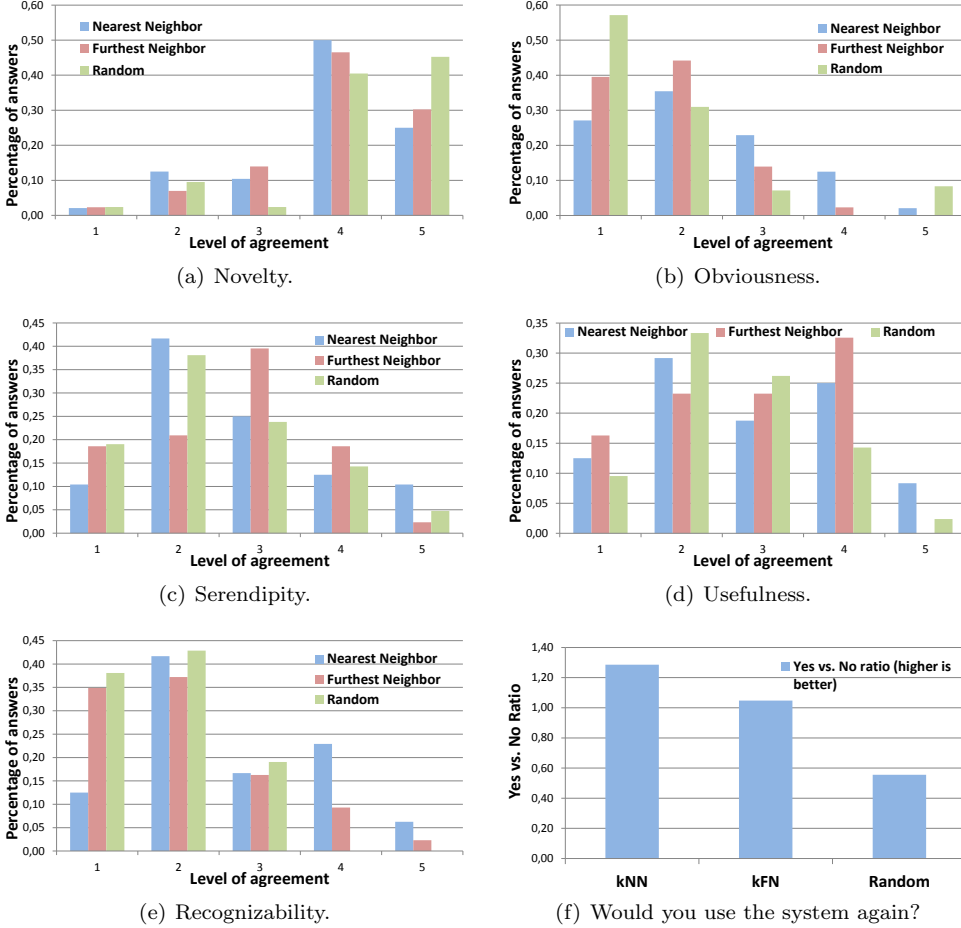 0,60
0,50
0,40
0,30
0,20
0,10
0,00
Percentage of answers
Nearest Neighbor
Furthest Neighbor
Random
1 2 3 4 5
Level of agreement
(a) Novelty.
0,60
0,50
0,40
0,30
0,20
0,10
0,00
Percentage of answers
Nearest Neighbor
Furthest Neighbor
Random
1 2 3 4 5
Level of agreement
(b) Obviousness.
0,45
0,40
0,35
0,30
0,25
0,20
0,15
0,10
0,05
0,00
Percentage of answers
Nearest Neighbor
Furthest Neighbor
Random
1 2 3 4 5
Level of agreement
(c) Serendipity.
0,35
0,30
0,25
0,20
0,15
0,10
0,05
0,00
Percentage of answers
Nearest Neighbor Furthest Neighbor Random
1 2 3 4 5
Level of agreement
(d) Usefulness.
0,45
0,40
0,35
0,30
0,25
0,20
0,15
0,10
0,05
0,00
Percentage of answers
Nearest Neighbor
Furthest Neighbor
Random
1 2 3 4 5
Level of agreement
(e) Recognizability.
1,40
1,20
1,00
0,80
0,60
0,40
0,20
0,00
Yes vs. No Ratio
Yes vs. No ratio (higher is
better)
kNN kFN Random
(f) Would you use the system again?